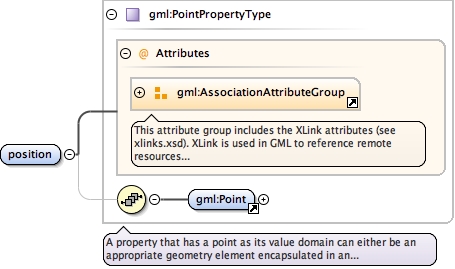 gml:PointPropertyType
@ Attributes
gml:AssociationAttributeGroup
This attribute group includes the XLink attributes (see
xlinks.xsd). XLink is used in GML to reference remote
resources...
position
gml:Point
A property that has a point as its value domain can either be an
appropriate geometry element encapsulated in an...